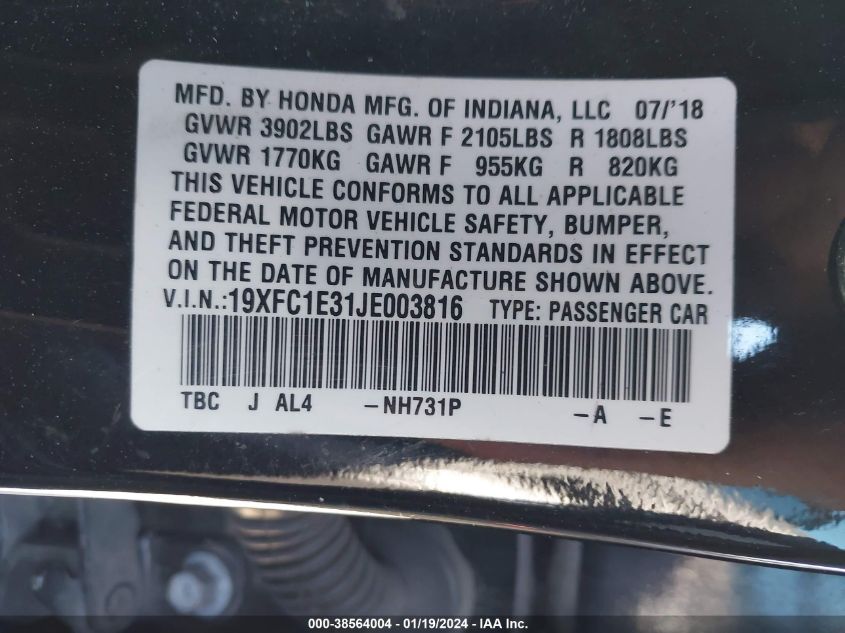 MFD. BY HONDA MFG. OF INDIANA, LLC 07/'18
GVWR 3902LBS GAWR F 2105LBS R 1808LBS
GVWR 1770KG GAWR F 955KG R 820KG
THIS VEHICLE CONFORMS TO ALL APPLICABLE
FEDERAL MOTOR VEHICLE SAFETY, BUMPER,
AND THEFT PREVENTION STANDARDS IN EFFECT
ON THE DATE OF MANUFACTURE SHOWN ABOVE.
V.I.N.:19XFC1E31JE003816 TYPE: PASSENGER CAR
TBC J AL4 -NH731P -A -E
000-38564004 - 01/19/2024 - IAA Inc.